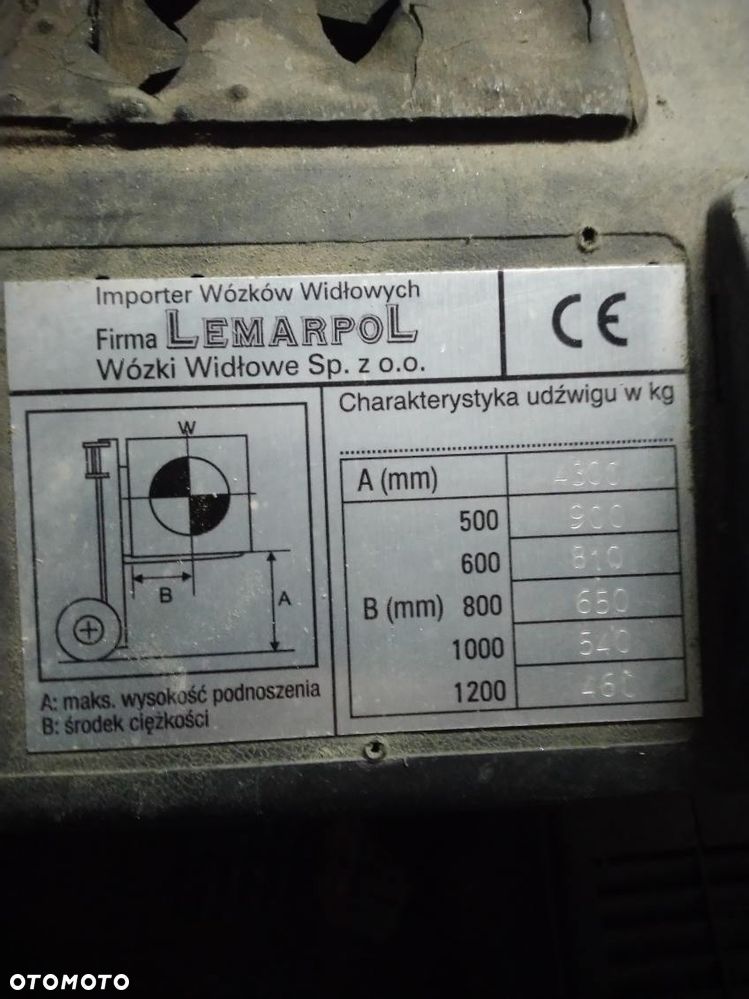 Importer Wózków Widłowych
Firma LEMARPOL
Wózki Widłowe Sp. z o.o.
CE
Charakterystyka udźwigu w kg
W
B
A
A: maks. wysokość podnoszenia
B: środek ciężkości
A (mm) 4300
500 900
600 810
B (mm) 800 650
1000 540
1200 460
OTOMOTO